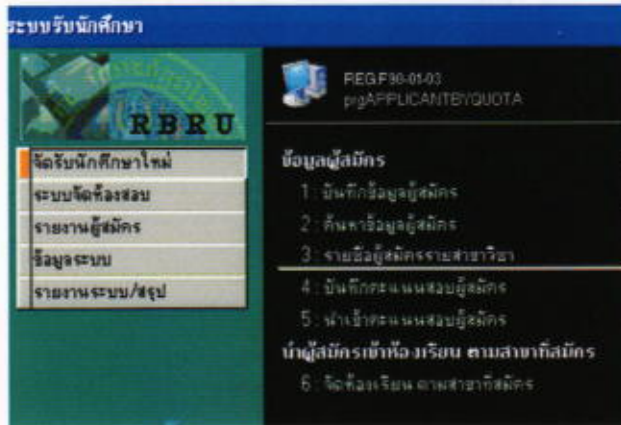 ระบบรับนักศึกษา
RBRU
จัดรับนักศึกษาใหม่
ระบบจัดห้องสอบ
รายงานผู้สมัคร
ข้อมูลระบบ
รายงานระบบ/สรุป
REG.F90-01-03
prgAPPLICANTBYQUOTA
ข้อมูลผู้สมัคร
1 : บันทึกข้อมูลผู้สมัคร
2 : ค้นหาข้อมูลผู้สมัคร
3 : รายชื่อผู้สมัครรายสาขาวิชา
4 : บันทึกคะแนนสอบผู้สมัคร
5 : นำเข้าคะแนนสอบผู้สมัคร
นำผู้สมัครเข้าห้องเรียน ตามสาขาที่สมัคร
6 : จัดห้องเรียน ตามสาขาที่สมัคร